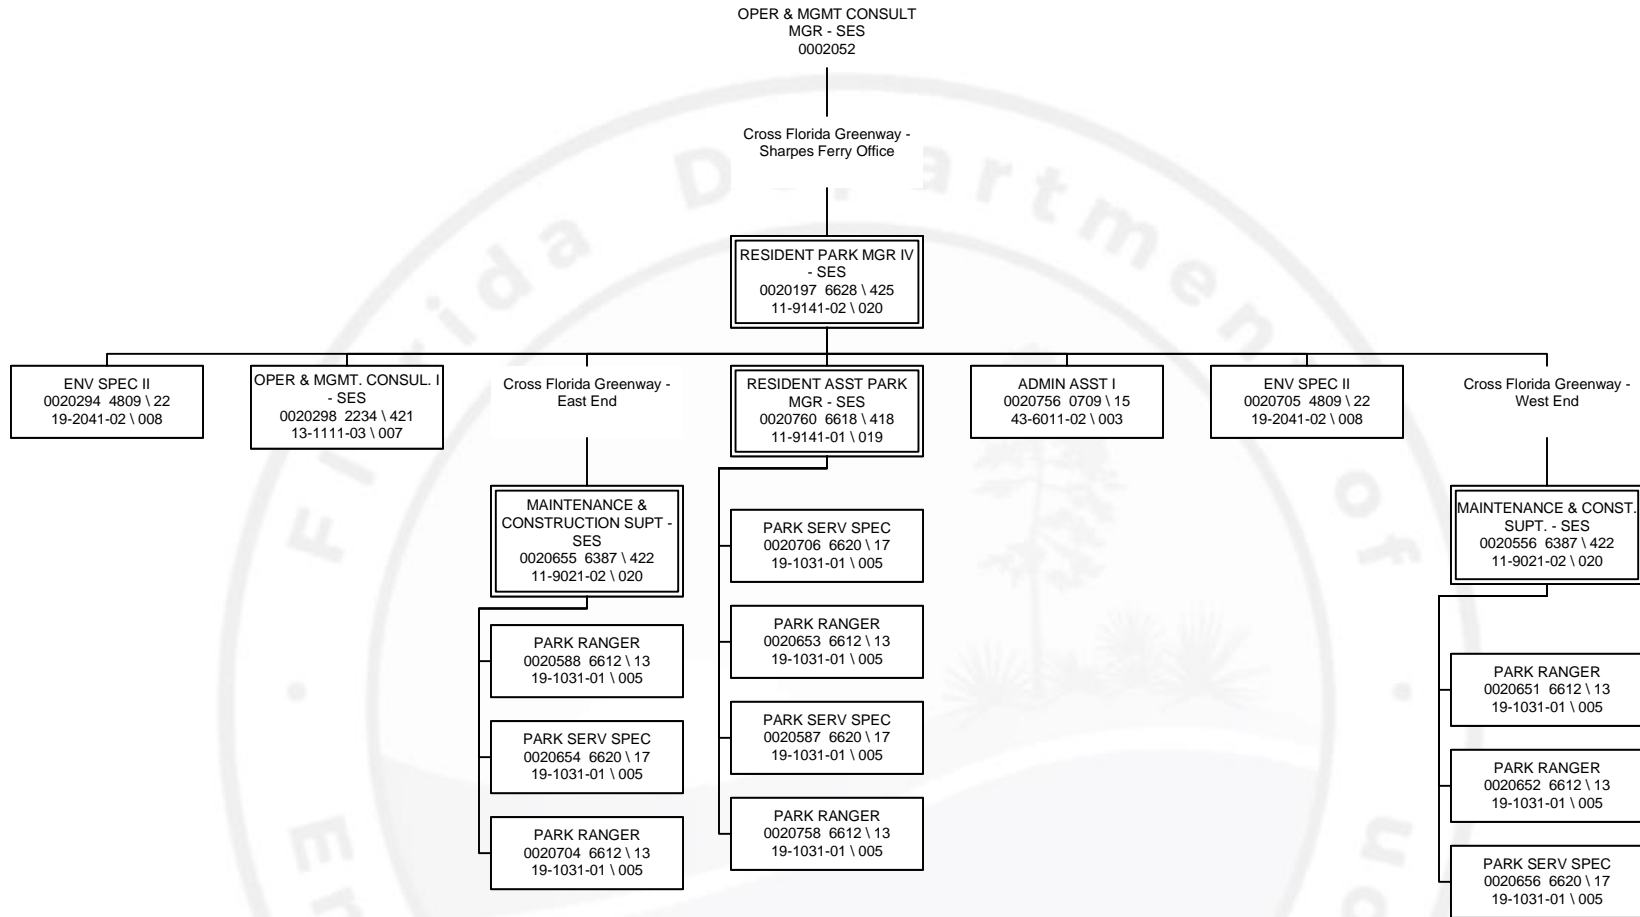 OPER & MGMT CONSULT
MGR - SES
0002052
Cross Florida Greenway -
Sharpes Ferry Office
RESIDENT PARK MGR IV
- SES
0020197 6628 \ 425
11-9141-02 \ 020
ENV SPEC II
0020294 4809 \ 22
19-2041-02 \ 008
OPER & MGMT. CONSUL. I
- SES
0020298 2234 \ 421
13-1111-03 \ 007
Cross Florida Greenway -
East End
RESIDENT ASST PARK
MGR - SES
0020760 6618 \ 418
11-9141-01 \ 019
ADMIN ASST I
0020756 0709 \ 15
43-6011-02 \ 003
ENV SPEC II
0020705 4809 \ 22
19-2041-02 \ 008
Cross Florida Greenway -
West End
MAINTENANCE &
CONSTRUCTION SUPT -
SES
0020655 6387 \ 422
11-9021-02 \ 020
PARK RANGER
0020588 6612 \ 13
19-1031-01 \ 005
PARK SERV SPEC
0020654 6620 \ 17
19-1031-01 \ 005
PARK RANGER
0020704 6612 \ 13
19-1031-01 \ 005
PARK SERV SPEC
0020706 6620 \ 17
19-1031-01 \ 005
PARK RANGER
0020653 6612 \ 13
19-1031-01 \ 005
PARK SERV SPEC
0020587 6620 \ 17
19-1031-01 \ 005
PARK RANGER
0020758 6612 \ 13
19-1031-01 \ 005
MAINTENANCE & CONST.
SUPT. - SES
0020556 6387 \ 422
11-9021-02 \ 020
PARK RANGER
0020651 6612 \ 13
19-1031-01 \ 005
PARK RANGER
0020652 6612 \ 13
19-1031-01 \ 005
PARK SERV SPEC
0020656 6620 \ 17
19-1031-01 \ 005
Florida Department of